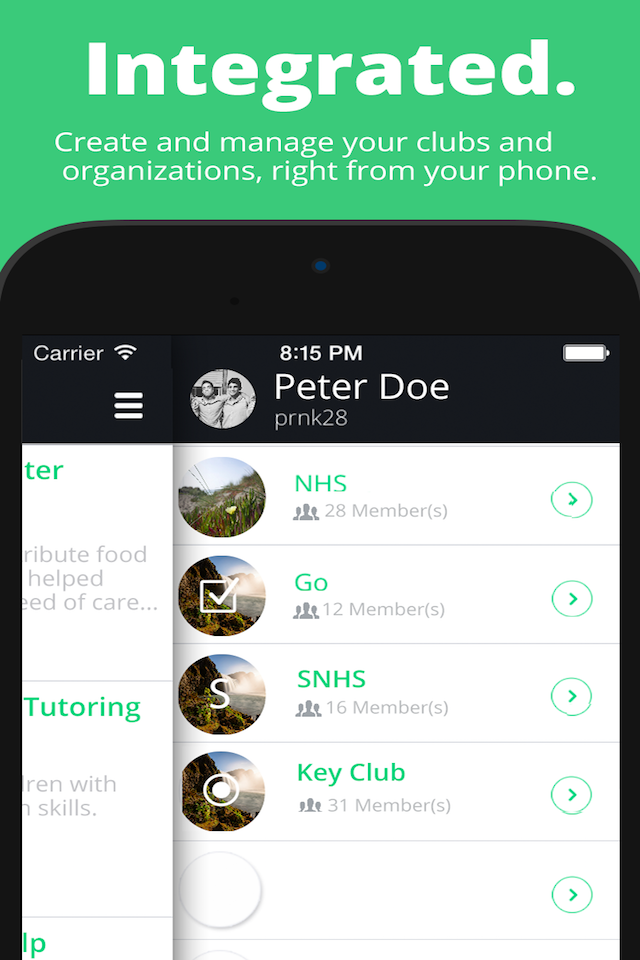 Integrated.
Create and manage your clubs and
organizations, right from your phone.
Carrier 8:15 PM
Peter Doe
prnk28
ter
ribute food
helped
eed of care...
Tutoring
dren with
skills.
lp
NHS
28 Member(s)
Go
12 Member(s)
S
SNHS
16 Member(s)
Key Club
31 Member(s)